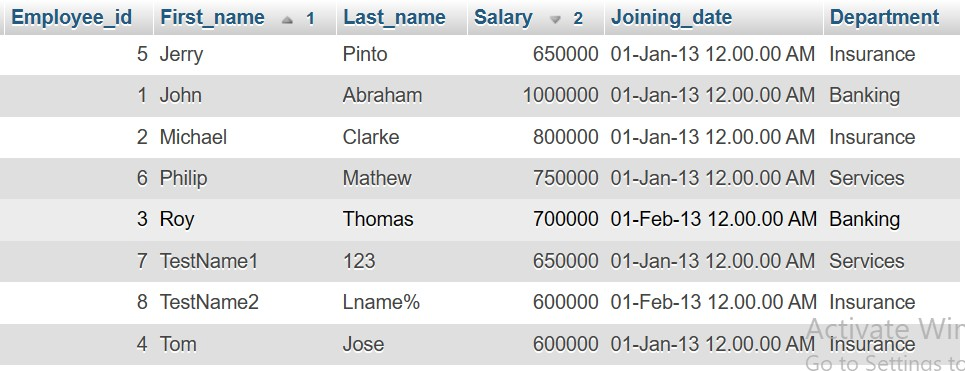 Employee_id First_name 1 Last_name Salary 2 Joining_date Department
5 Jerry Pinto 650000 01-Jan-13 12.00.00 AM Insurance
1 John Abraham 1000000 01-Jan-13 12.00.00 AM Banking
2 Michael Clarke 800000 01-Jan-13 12.00.00 AM Insurance
6 Philip Mathew 750000 01-Jan-13 12.00.00 AM Services
3 Roy Thomas 700000 01-Feb-13 12.00.00 AM Banking
7 TestName1 123 650000 01-Jan-13 12.00.00 AM Services
8 TestName2 Lname% 600000 01-Feb-13 12.00.00 AM Insurance
Activate Win
4 Tom Jose 600000 01-Jan-13 12.00.00 AM Insurance
Go to Settings to